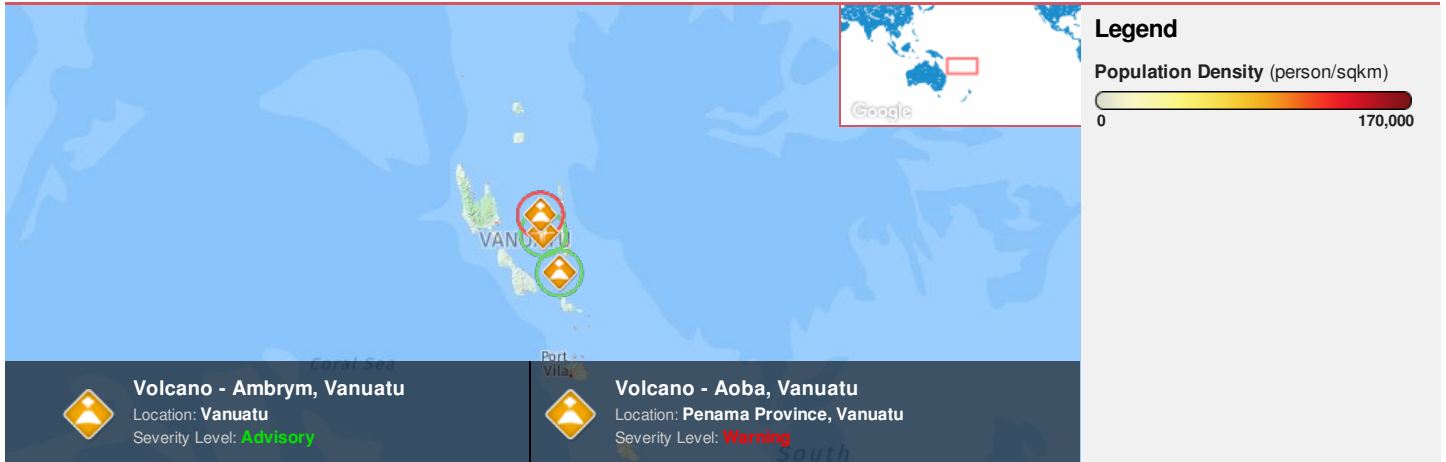 Google
Legend
Population Density (person/sqkm)
0
170,000
VANUATU
Port
Vila
Coral Sea
South
Volcano - Ambrym, Vanuatu
Location: Vanuatu
Severity Level: Advisory
Volcano - Aoba, Vanuatu
Location: Penama Province, Vanuatu
Severity Level: Warning